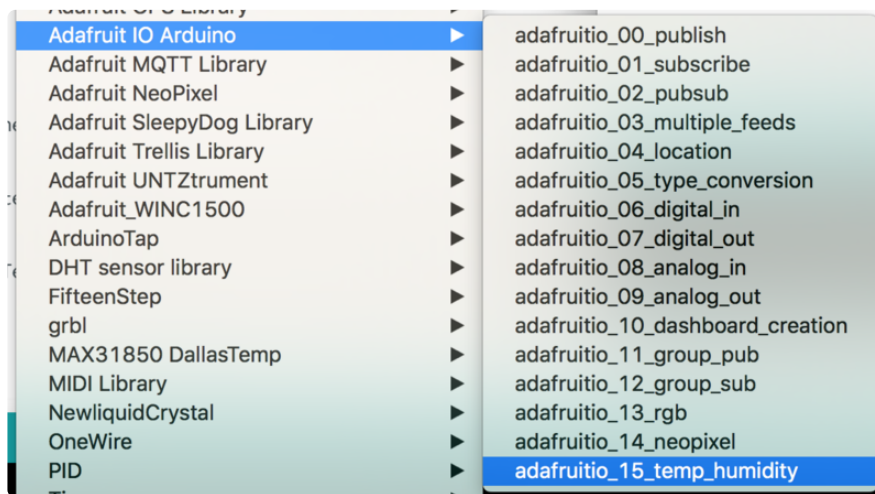 Adafruit IO Arduino
Adafruit MQTT Library
Adafruit NeoPixel
Adafruit SleepyDog Library
Adafruit Trellis Library
Adafruit UNTZtrument
Adafruit_WINC1500
ArduinoTap
DHT sensor library
FifteenStep
grbl
MAX31850 DallasTemp
MIDI Library
NewliquidCrystal
OneWire
PID
adafruitio_00_publish
adafruitio_01_subscribe
adafruitio_02_pubsub
adafruitio_03_multiple_feeds
adafruitio_04_location
adafruitio_05_type_conversion
adafruitio_06_digital_in
adafruitio_07_digital_out
adafruitio_08_analog_in
adafruitio_09_analog_out
adafruitio_10_dashboard_creation
adafruitio_11_group_pub
adafruitio_12_group_sub
adafruitio_13_rgb
adafruitio_14_neopixel
adafruitio_15_temp_humidity